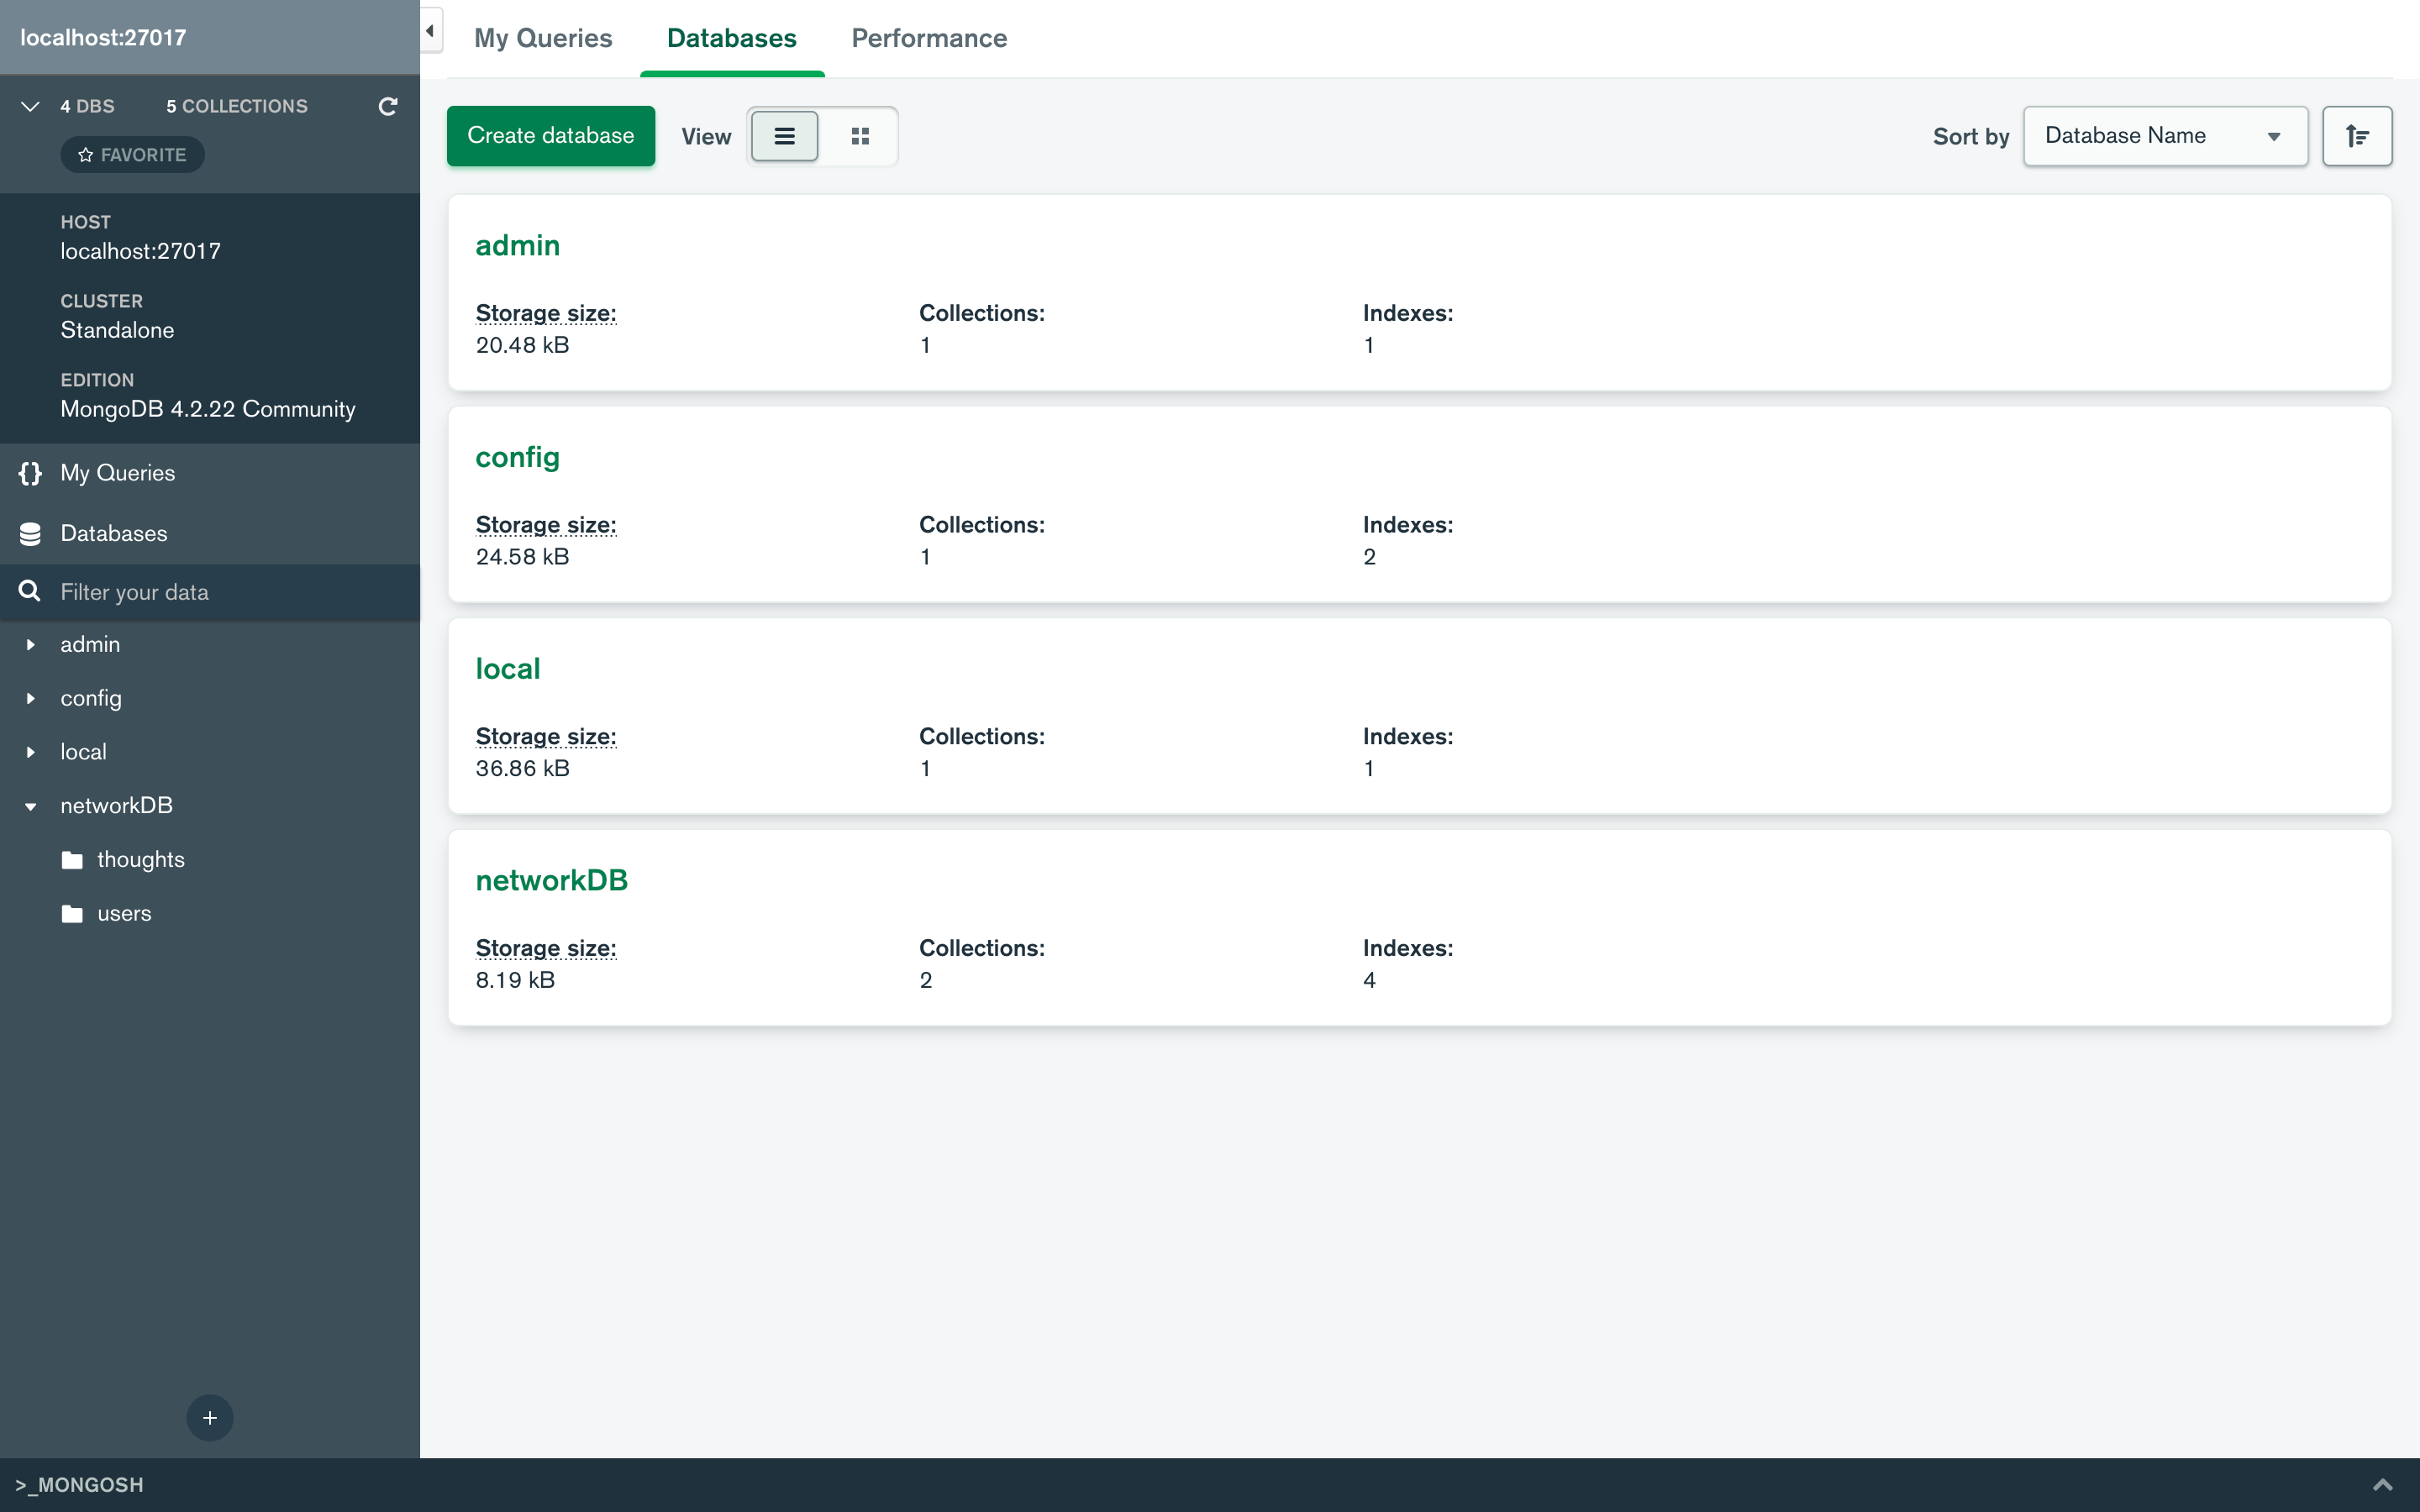 localhost:27017
4 DBS 5 COLLECTIONS
FAVORITE
HOST
localhost:27017
CLUSTER
Standalone
EDITION
MongoDB 4.2.22 Community
{} My Queries
Databases
Filter your data
admin
config
local
networkDB
thoughts
users
+
My Queries Databases Performance
Create database View Sort by Database Name
admin
Storage size: Collections: Indexes:
20.48 kB 1 1
config
Storage size: Collections: Indexes:
24.58 kB 1 2
local
Storage size: Collections: Indexes:
36.86 kB 1 1
networkDB
Storage size: Collections: Indexes:
8.19 kB 2 4
>_MONGOSH